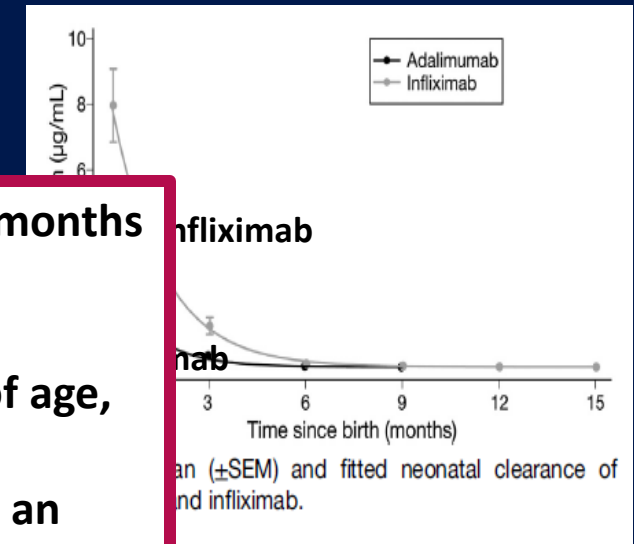 10
Adalimumab
Infliximab
8
(µg/mL)
6
months
nfliximab
mab
of age,
3 6 9 12 15
Time since birth (months)
an (±SEM) and fitted neonatal clearance of
nd infliximab.
an